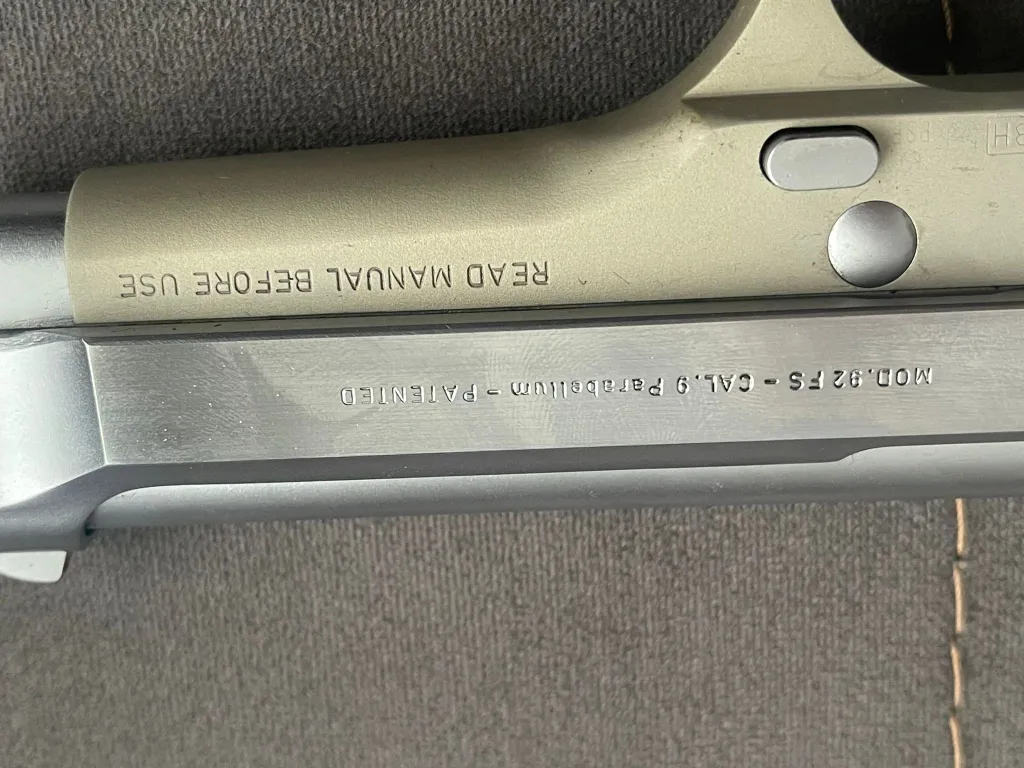 MOD.92 FS - CAL.9 Parabellum - PATENTED
READ MANUAL BEFORE USE